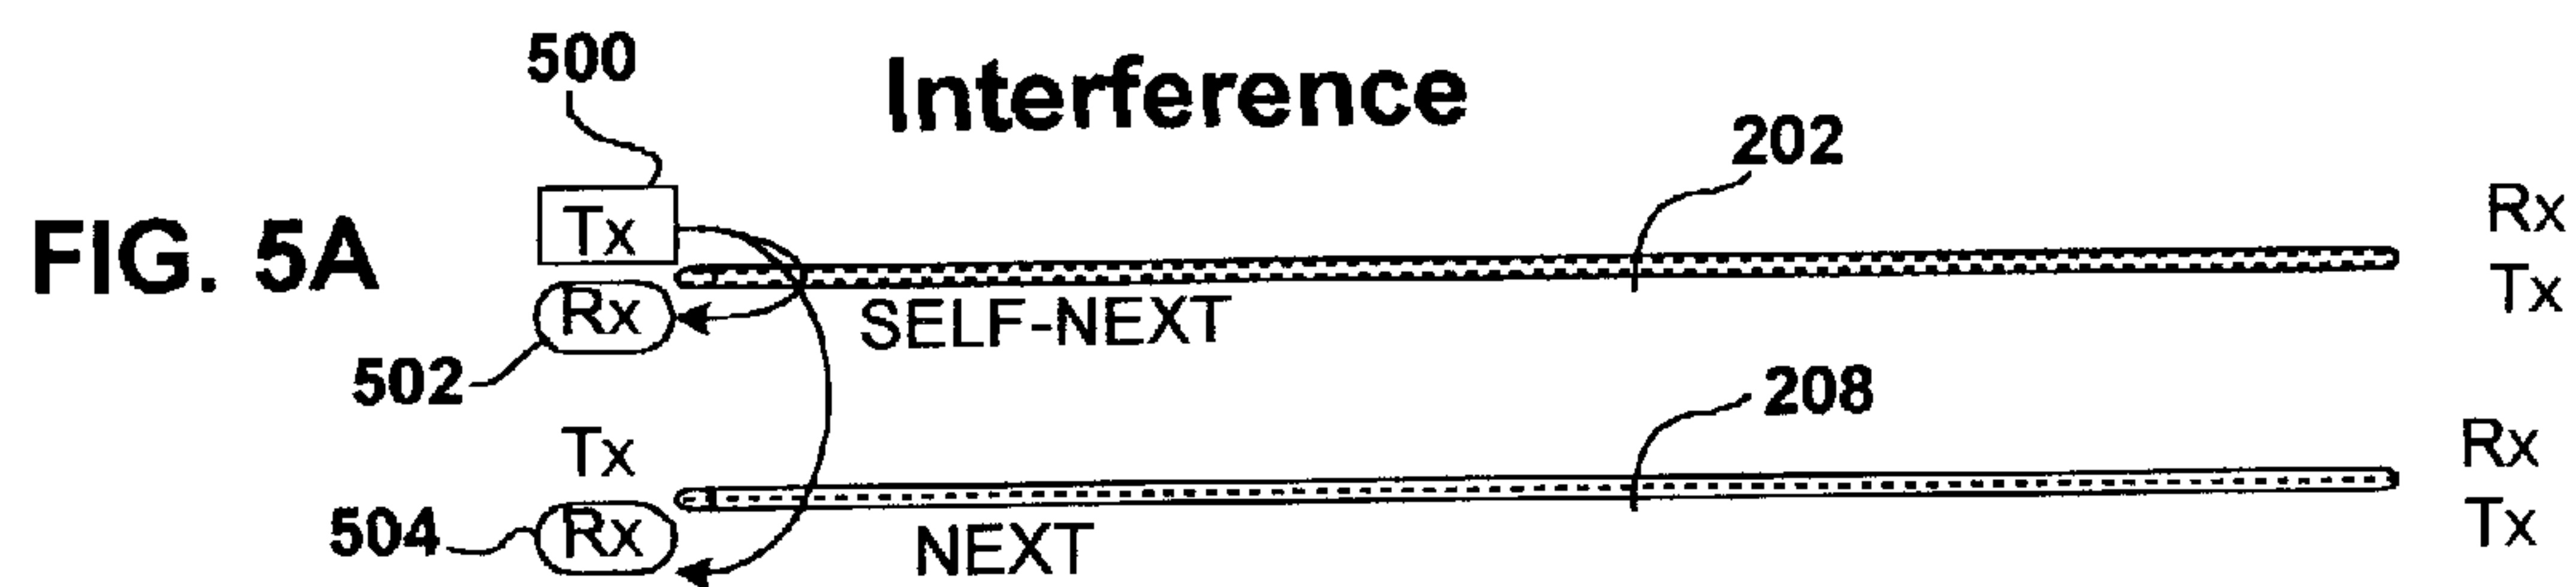 500
Interference
202
FIG. 5A
Tx
Rx
Rx
Tx
SELF-NEXT
502
208
Tx
Rx
504
Rx
Tx
NEXT